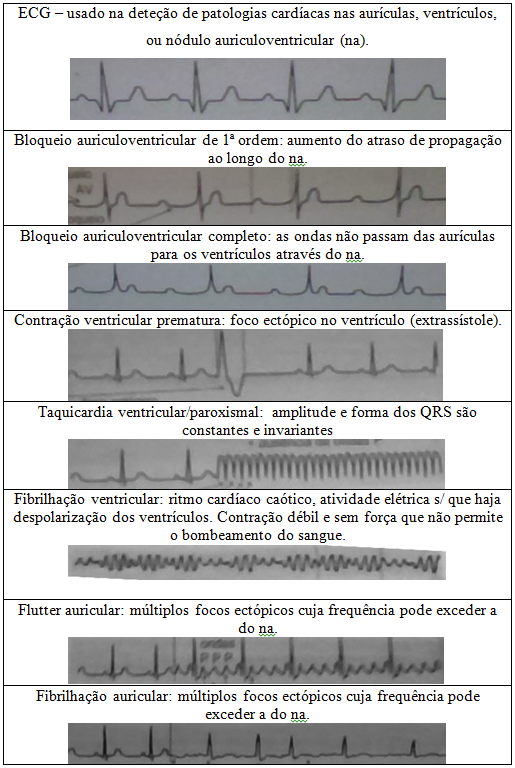 ECG – usado na deteção de patologias cardíacas nas aurículas, ventrículos,
ou nódulo auriculoventricular (na).
Bloqueio auriculoventricular de 1ª ordem: aumento do atraso de propagação
ao longo do na.
AV
Bloqueio auriculoventricular completo: as ondas não passam das aurículas
para os ventrículos através do na.
Contração ventricular prematura: foco ectópico no ventrículo (extrassístole).
Taquicardia ventricular/paroxismal: amplitude e forma dos QRS são
constantes e invariantes
Fibrilhação ventricular: ritmo cardíaco caótico, atividade elétrica s/ que haja
despolarização dos ventrículos. Contração débil e sem força que não permite
o bombeamento do sangue.
Flutter auricular: múltiplos focos ectópicos cuja frequência pode exceder a
do na.
ondas
P P P
Fibrilhação auricular: múltiplos focos ectópicos cuja frequência pode
exceder a do na.